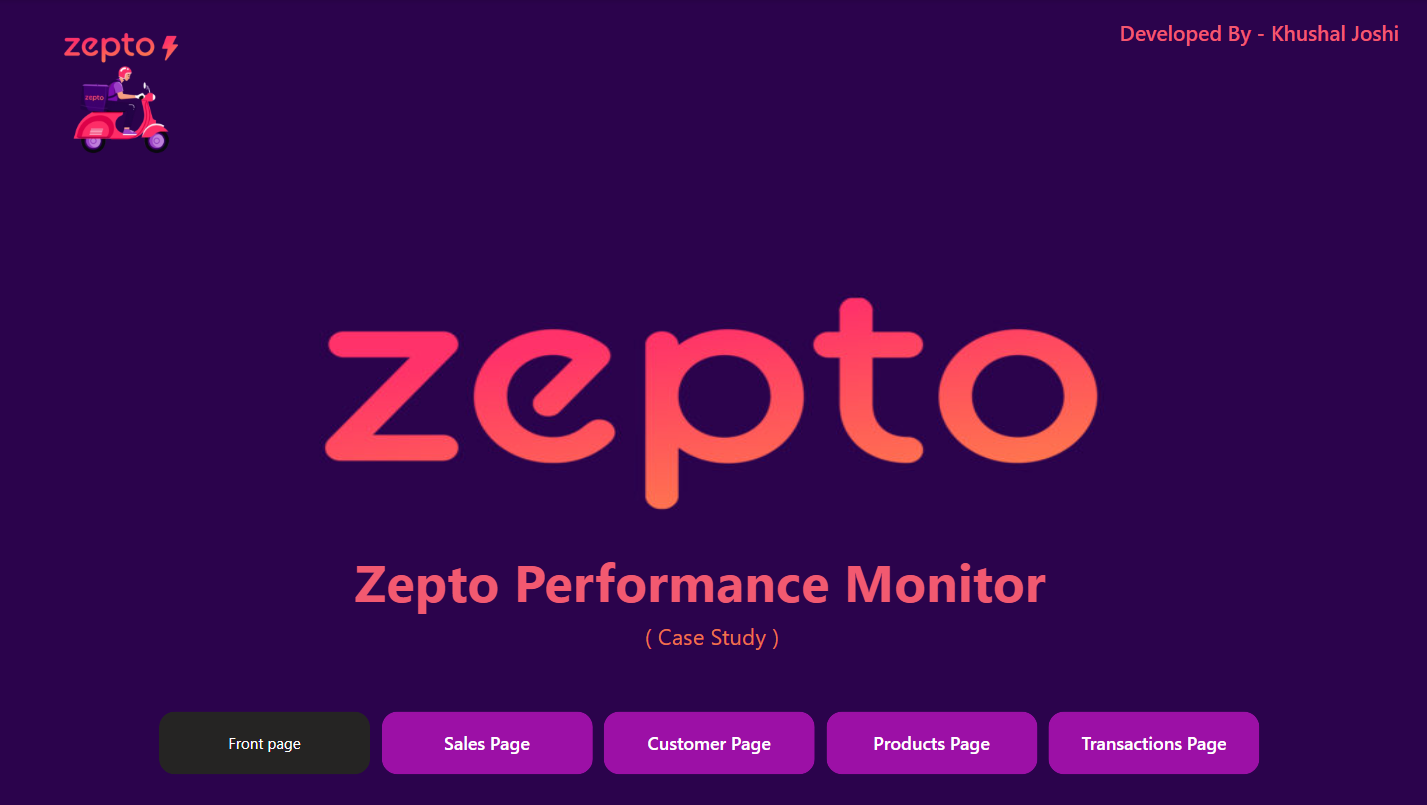 zepto
Developed By - Khushal Joshi
zepto
zepto
Zepto Performance Monitor
( Case Study )
Front page
Sales Page
Customer Page
Products Page
Transactions Page